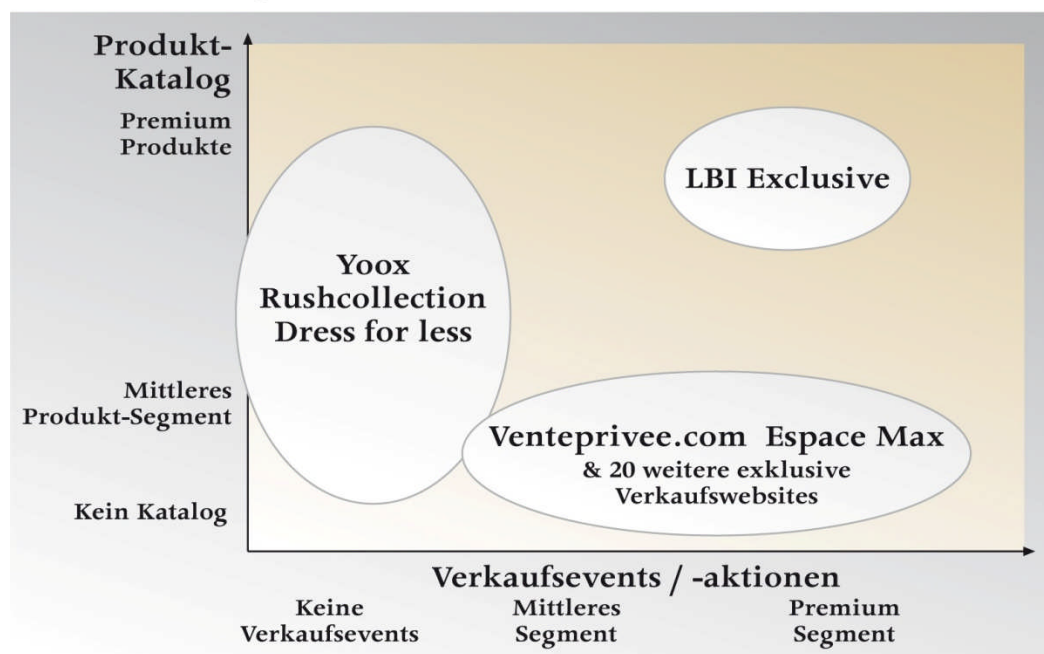 Produkt-
Katalog
Premium
Produkte
LBI Exclusive
Yoox
Rushcollection
Dress for less
Mittleres
Produkt-Segment
Venteprivee.com Espace Max
& 20 weitere exklusive
Verkaufswebsites
Kein Katalog
Verkaufsevents / -aktionen
Keine
Verkaufsevents
Mittleres
Segment
Premium
Segment